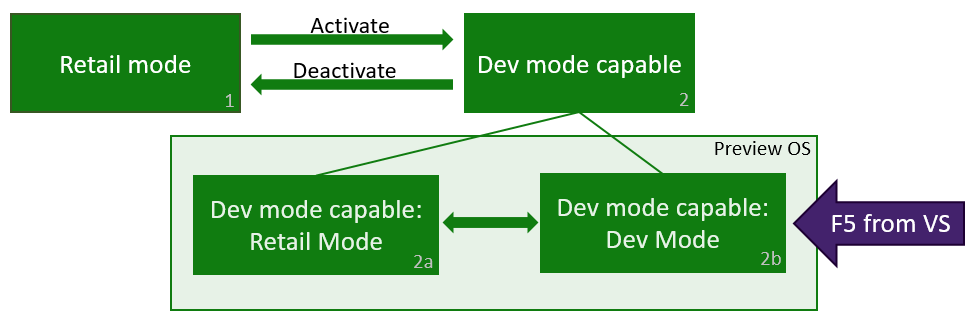 Retail mode
1
Activate
Deactivate
Dev mode capable
2
Preview OS
Dev mode capable:
Retail Mode
2a
Dev mode capable:
Dev Mode
2b
F5 from VS